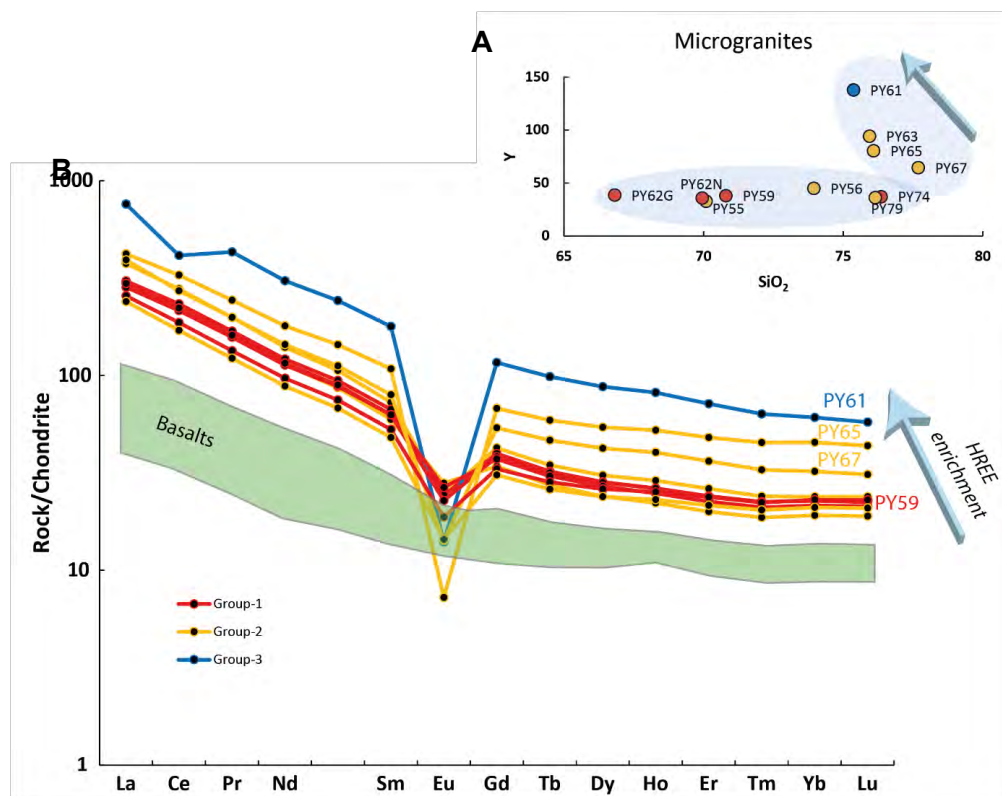 A
Microgranites
150
100
50
0
Y
65
70
75
80
SiO2
PY61
PY63
PY65
PY67
PY62G
PY62N
PY55
PY59
PY56
PY74
PY79
B
1000
100
10
1
Rock/Chondrite
Basalts
PY61
PY65
PY67
PY59
HREE
enrichment
Group-1
Group-2
Group-3
La Ce Pr Nd Sm Eu Gd Tb Dy Ho Er Tm Yb Lu